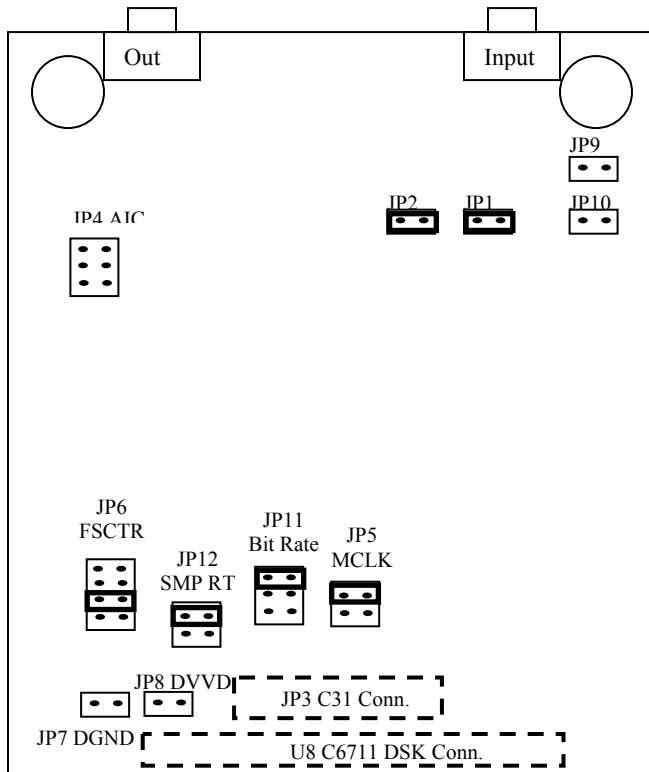 Out
Input
JP9
JP2
JP1
JP10
JP4 AIC
JP6
FSCTR
JP11
Bit Rate
JP5
MCLK
JP12
SMP RT
JP8 DVVD
JP3 C31 Conn.
JP7 DGND
U8 C6711 DSK Conn.